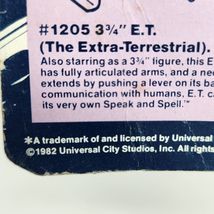 #1205 3¾" E.T.
(The Extra-Terrestrial).
Also starring as a 3¾" figure, this E
has fully articulated arms, and a nec
extends by pushing a lever on its ba
communication with humans, E.T. ca
its very own Speak and Spell.™
*A trademark of and licensed by Universal
©1982 Universal City Studios, Inc. All rights